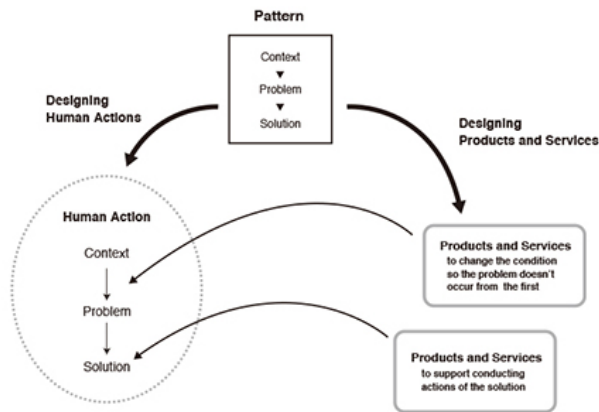 Pattern
Context
Problem
Solution
Designing
Human Actions
Designing
Products and Services
Human Action
Context
Problem
Solution
Products and Services
to change the condition
so the problem doesn't
occur from the first
Products and Services
to support conducting
actions of the solution